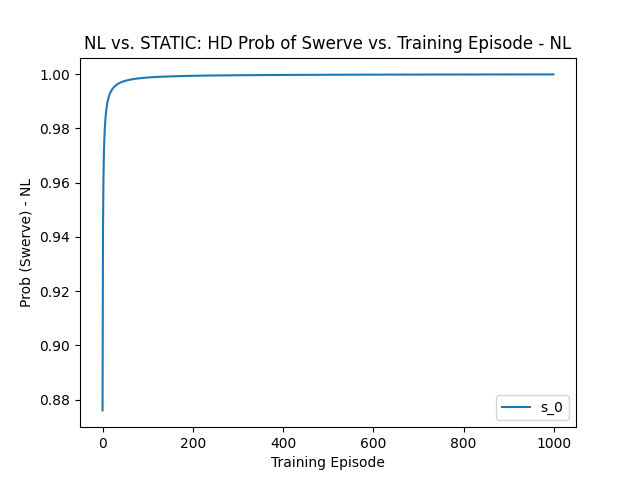 NL vs. STATIC: HD Prob of Swerve vs. Training Episode - NL
1.00
0.98
0.96
0.94
0.92
0.90
0.88
Prob (Swerve) - NL
s_0
0 200 400 600 800 1000
Training Episode